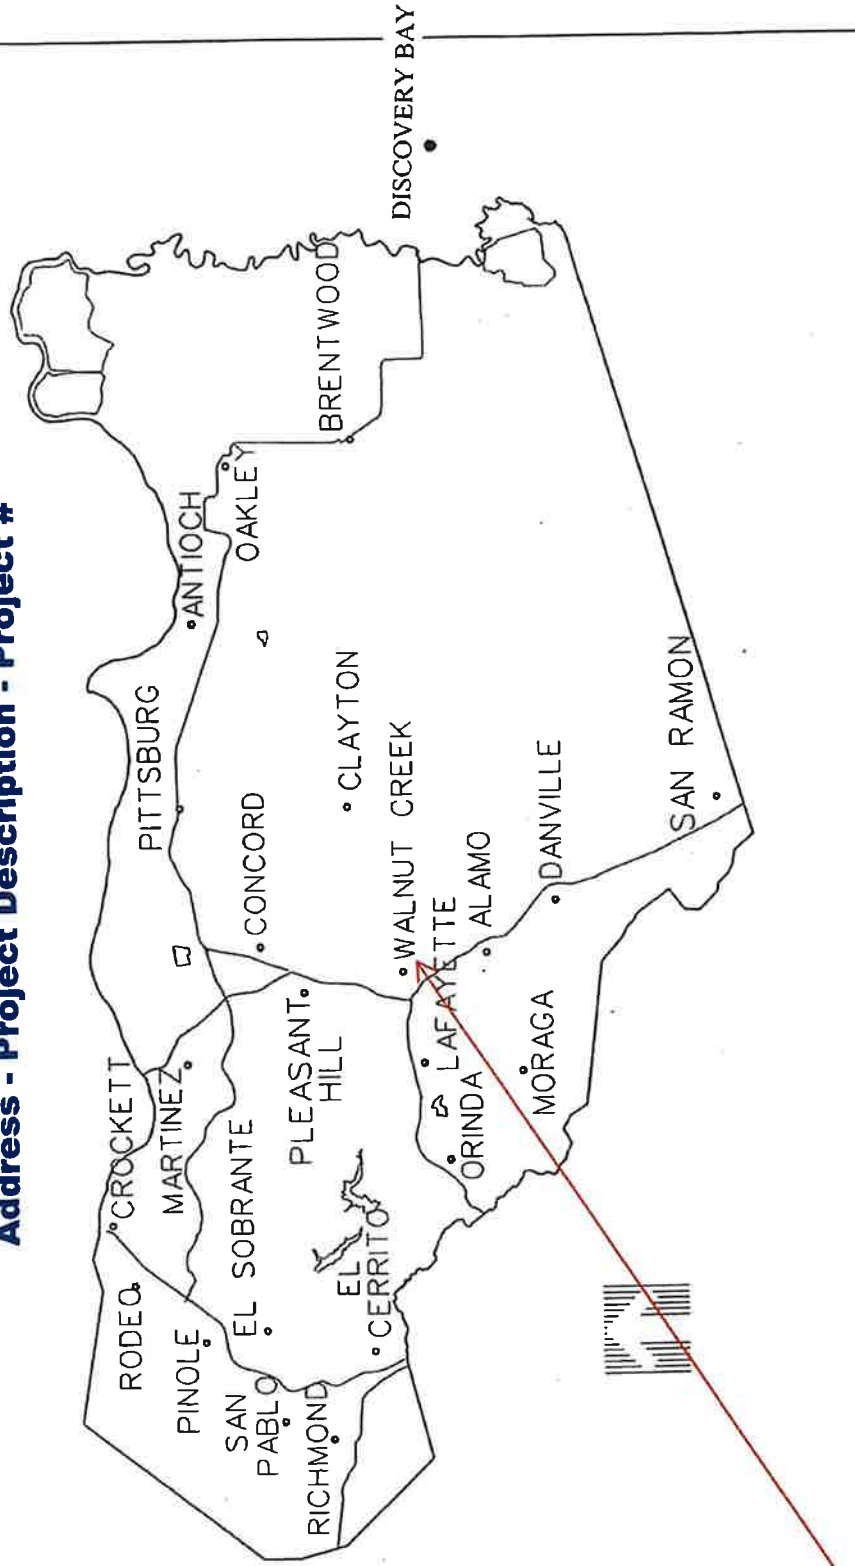 Address - Project Description - Project #
DISCOVERY BAY
BRENTWOOD
ANTIOCH
OAKLEY
PITTSBURG
CLAYTON
CONCORD
WALNUT CREEK
SAN RAMON
DANVILLE
ALAMO
LAFAYETTE
CROCKETT
MARTINEZ
PLEASANT
HILL
MORAGA
ORINDA
EL SOBRANTE
EL
CERRITO
RODEO
PINOLE
SAN
PABLO
RICHMOND